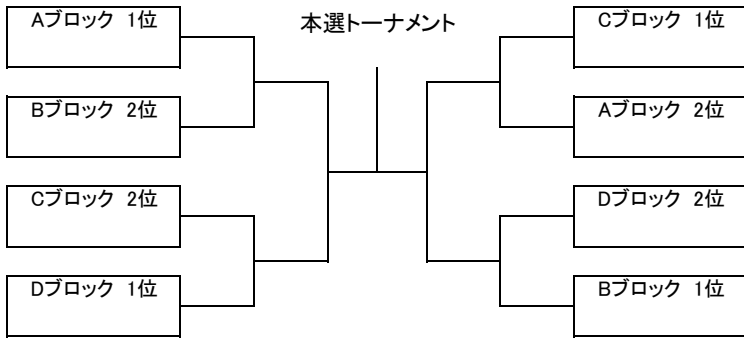 本選トーナメント
Aブロック 1位
Bブロック 2位
Cブロック 2位
Dブロック 1位
Cブロック 1位
Aブロック 2位
Dブロック 2位
Bブロック 1位